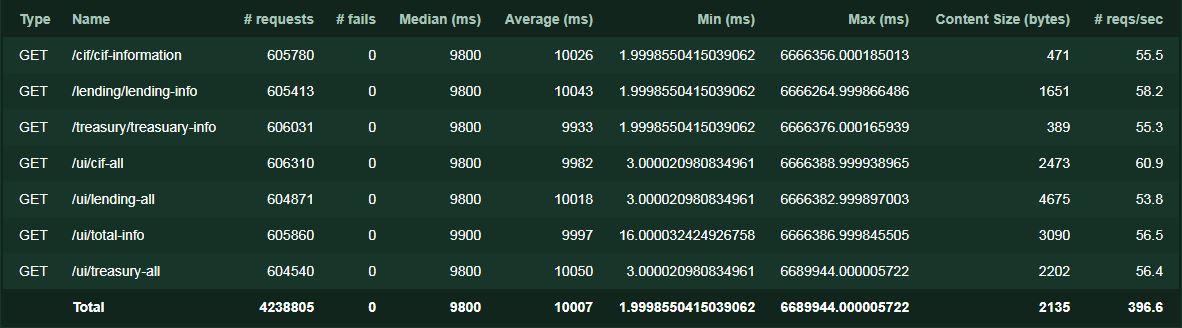 Type Name # requests # fails Median (ms) Average (ms) Min (ms) Max (ms) Content Size (bytes) # reqs/sec
GET /cif/cif-information 605780 0 9800 10026 1.9998550415039062 6666356.000185013 471 55.5
GET /lending/lending-info 605413 0 9800 10043 1.9998550415039062 6666264.999866486 1651 58.2
GET /treasury/treasuary-info 606031 0 9800 9933 1.9998550415039062 6666376.000165939 389 55.3
GET /ui/cif-all 606310 0 9800 9982 3.000020980834961 6666388.999938965 2473 60.9
GET /ui/lending-all 604871 0 9800 10018 3.000020980834961 6666382.999897003 4675 53.8
GET /ui/total-info 605860 0 9900 9997 16.000032424926758 6666386.999845505 3090 56.5
GET /ui/treasury-all 604540 0 9800 10050 3.000020980834961 6689944.000005722 2202 56.4
Total 4238805 0 9800 10007 1.9998550415039062 6689944.000005722 2135 396.6